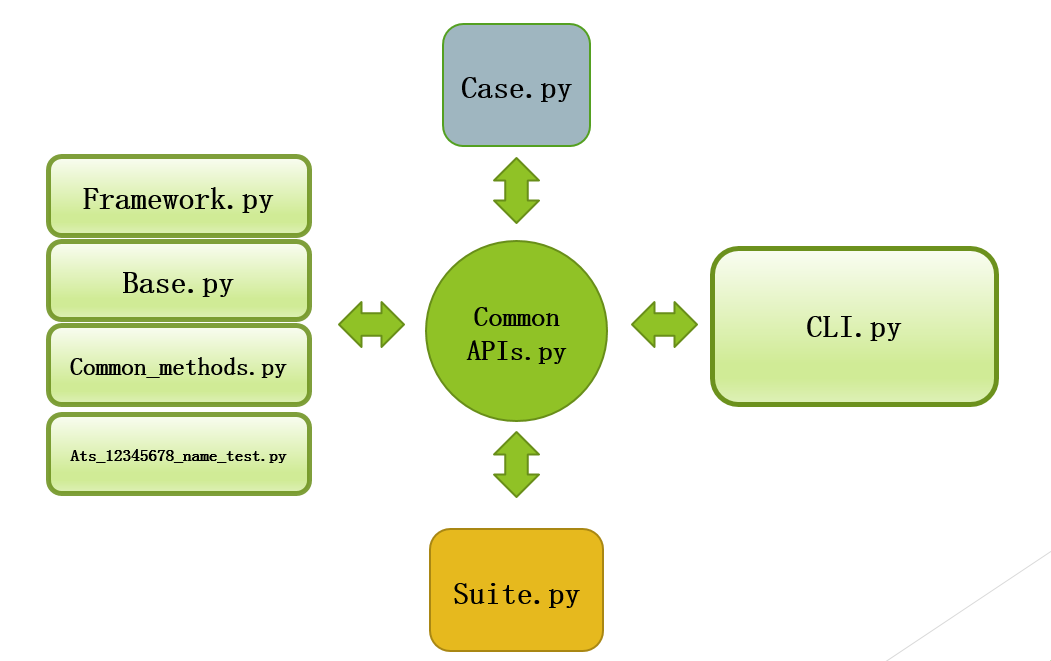 Case.py
Framework.py
Base.py
Common_methods.py
Ats_12345678_name_test.py
Common
APIs.py
CLI.py
Suite.py